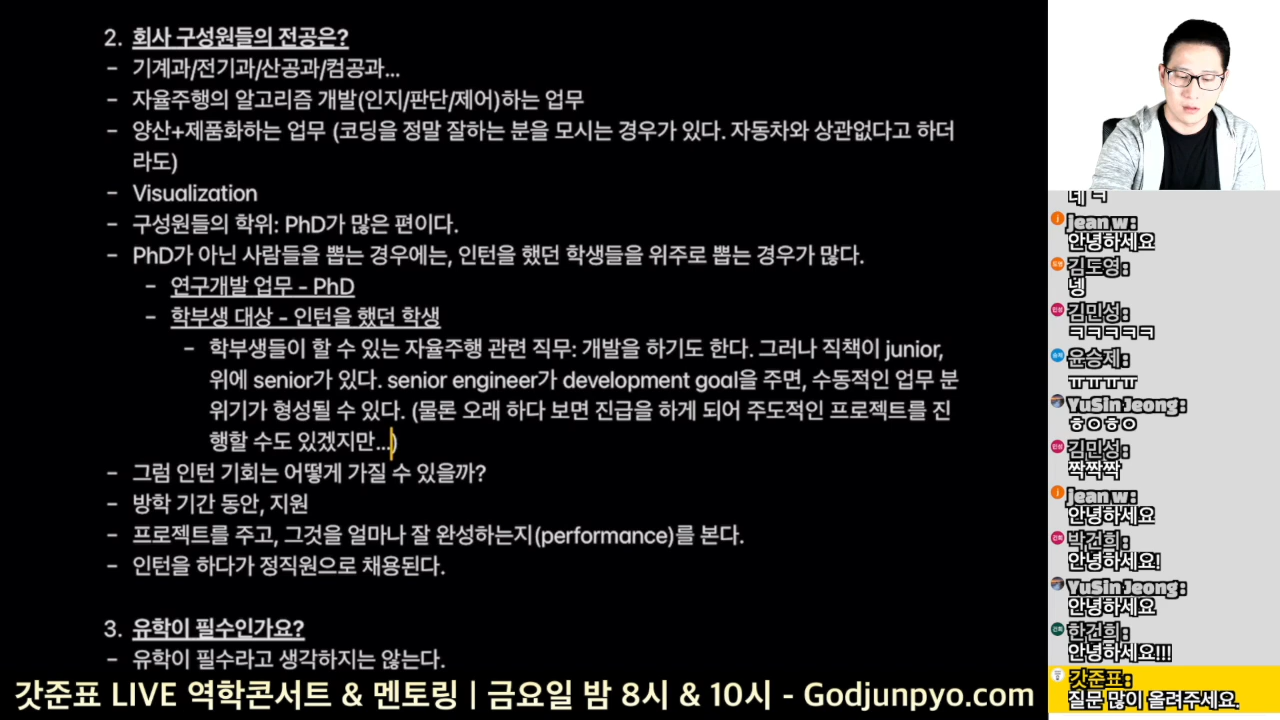 2. 회사 구성원들의 전공은?
- 기계과/전기과/산공과/컴공과...
- 자율주행의 알고리즘 개발(인지/판단/제어)하는 업무
- 양산+제품화하는 업무 (코딩을 정말 잘하는 분을 모시는 경우가 있다. 자동차와 상관없다고 하더
라도)
- Visualization
- 구성원들의 학위: PhD가 많은 편이다.
- PhD가 아닌 사람들을 뽑는 경우에는, 인턴을 했던 학생들을 위주로 뽑는 경우가 많다.
- 연구개발 업무 - PhD
- 학부생 대상 - 인턴을 했던 학생
- 학부생들이 할 수 있는 자율주행 관련 직무: 개발을 하기도 한다. 그러나 직책이 junior,
위에 senior가 있다. senior engineer가 development goal을 주면, 수동적인 업무 분
위기가 형성될 수 있다. (물론 오래 하다 보면 진급을 하게 되어 주도적인 프로젝트를 진
행할 수도 있겠지만...)
- 그럼 인턴 기회는 어떻게 가질 수 있을까?
- 방학 기간 동안, 지원
- 프로젝트를 주고, 그것을 얼마나 잘 완성하는지(performance)를 본다.
- 인턴을 하다가 정직원으로 채용된다.
3. 유학이 필수인가요?
- 유학이 필수라고 생각하지는 않는다.
갓준표 LIVE 역학콘서트 & 멘토링 | 금요일 밤 8시 & 10시 - Godjunpyo.com
jean w:
안녕하세요
김도영:
넹
김민성:
ㅋㅋㅋㅋㅋ
윤승제:
ㅠㅠㅠㅠ
YuSin Jeong:
ㅎㅇㅎㅇ
김민성:
짝짝짝
jean w:
안녕하세요
박건희:
안녕하세요!
YuSin Jeong:
안녕하세요
한건희:
안녕하세요!!!
갓준표:
질문 많이 올려주세요.